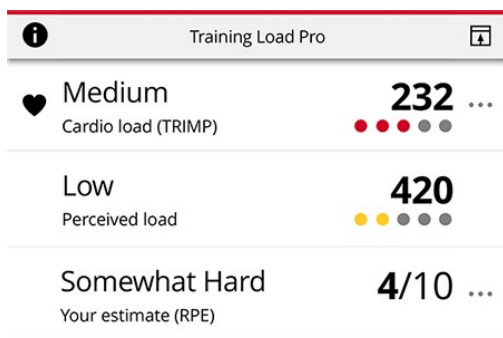 Training Load Pro
Medium 232
Cardio load (TRIMP)
Low 420
Perceived load
Somewhat Hard 4/10
Your estimate (RPE)